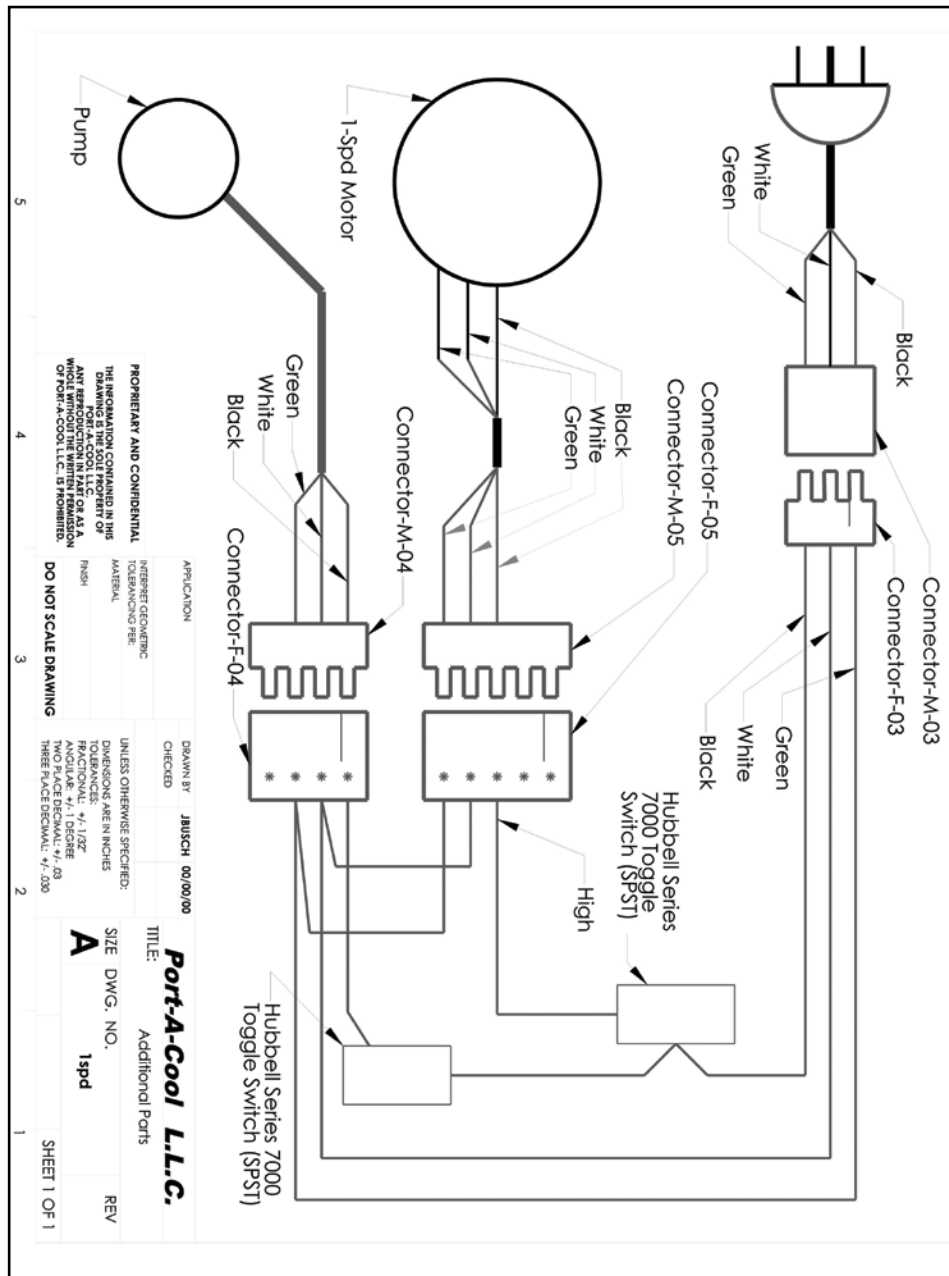 White
Green
Black
Connector-M-03
Connector-F-03
Green
White
Black
1-Spd Motor
Black
White
Green
Connector-F-05
Connector-M-05
High
Hubbell Series
7000 Toggle
Switch (SPST)
Pump
Green
White
Black
Connector-M-04
Connector-F-04
Hubbell Series 7000
Toggle Switch (SPST)
PROPRIETARY AND CONFIDENTIAL
THE INFORMATION CONTAINED IN THIS
DRAWING IS THE SOLE PROPERTY OF
PORT-A-COOL L.L.C.
ANY REPRODUCTION IN PART OR AS A
WHOLE WITHOUT THE WRITTEN PERMISSION
OF PORT-A-COOL L.L.C., IS PROHIBITED.
APPLICATION
INTERPRET GEOMETRIC
TOLERANCING PER:
MATERIAL
FINISH
DO NOT SCALE DRAWING
DRAWN BY JBUSCH 00/00/00
CHECKED
UNLESS OTHERWISE SPECIFIED:
DIMENSIONS ARE IN INCHES
TOLERANCES:
FRACTIONAL: +/- 1/32"
ANGULAR: +/- 1 DEGREE
TWO PLACE DECIMAL: +/- .03
THREE PLACE DECIMAL: +/- .030
Port-A-Cool L.L.C.
TITLE:
Additional Parts
SIZE DWG. NO. REV
A 1spd
SHEET 1 OF 1
5 4 3 2 1